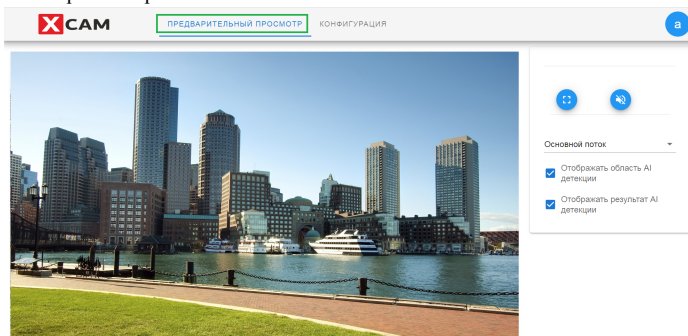 XCAM
ПРЕДВАРИТЕЛЬНЫЙ ПРОСМОТР КОНФИГУРАЦИЯ
a
Основной поток
Отображать область AI
детекции
Отображать результат AI
детекции